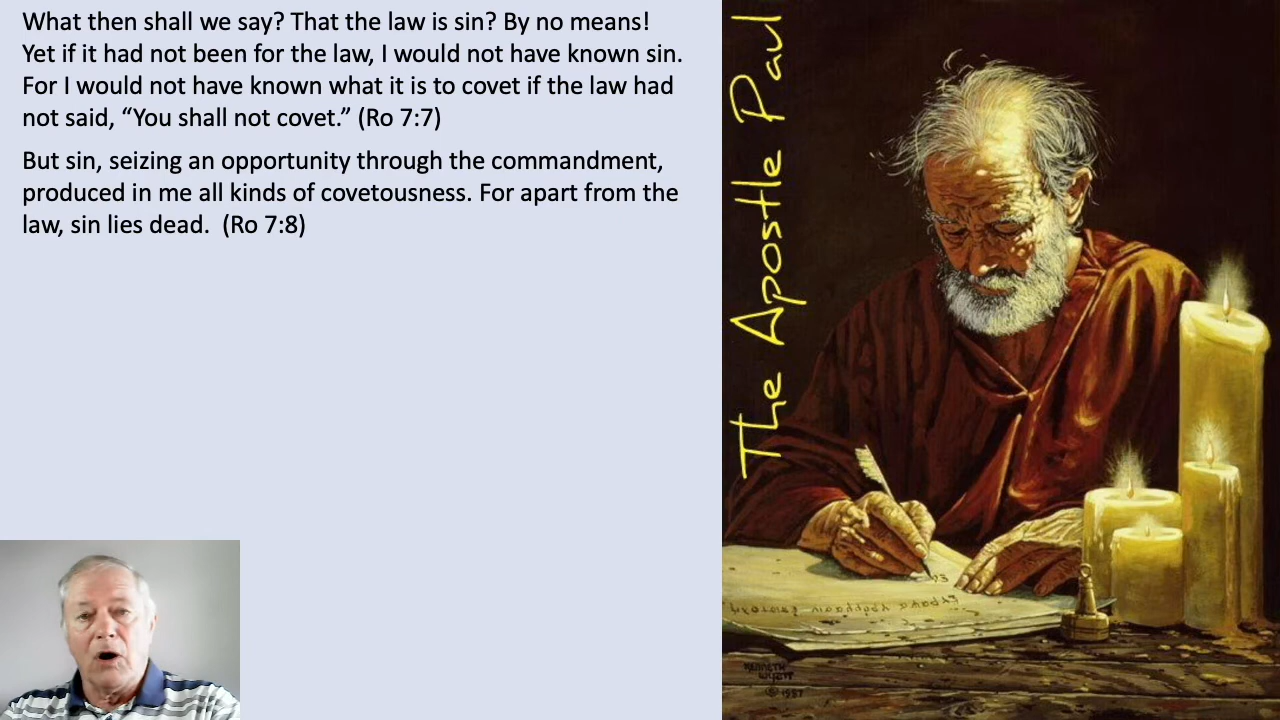 What then shall we say? That the law is sin? By no means!
Yet if it had not been for the law, I would not have known sin.
For I would not have known what it is to covet if the law had
not said, “You shall not covet.” (Ro 7:7)
But sin, seizing an opportunity through the commandment,
produced in me all kinds of covetousness. For apart from the
law, sin lies dead.  (Ro 7:8)
The Apostle Paul
KENNETH
WYATT
© 1987